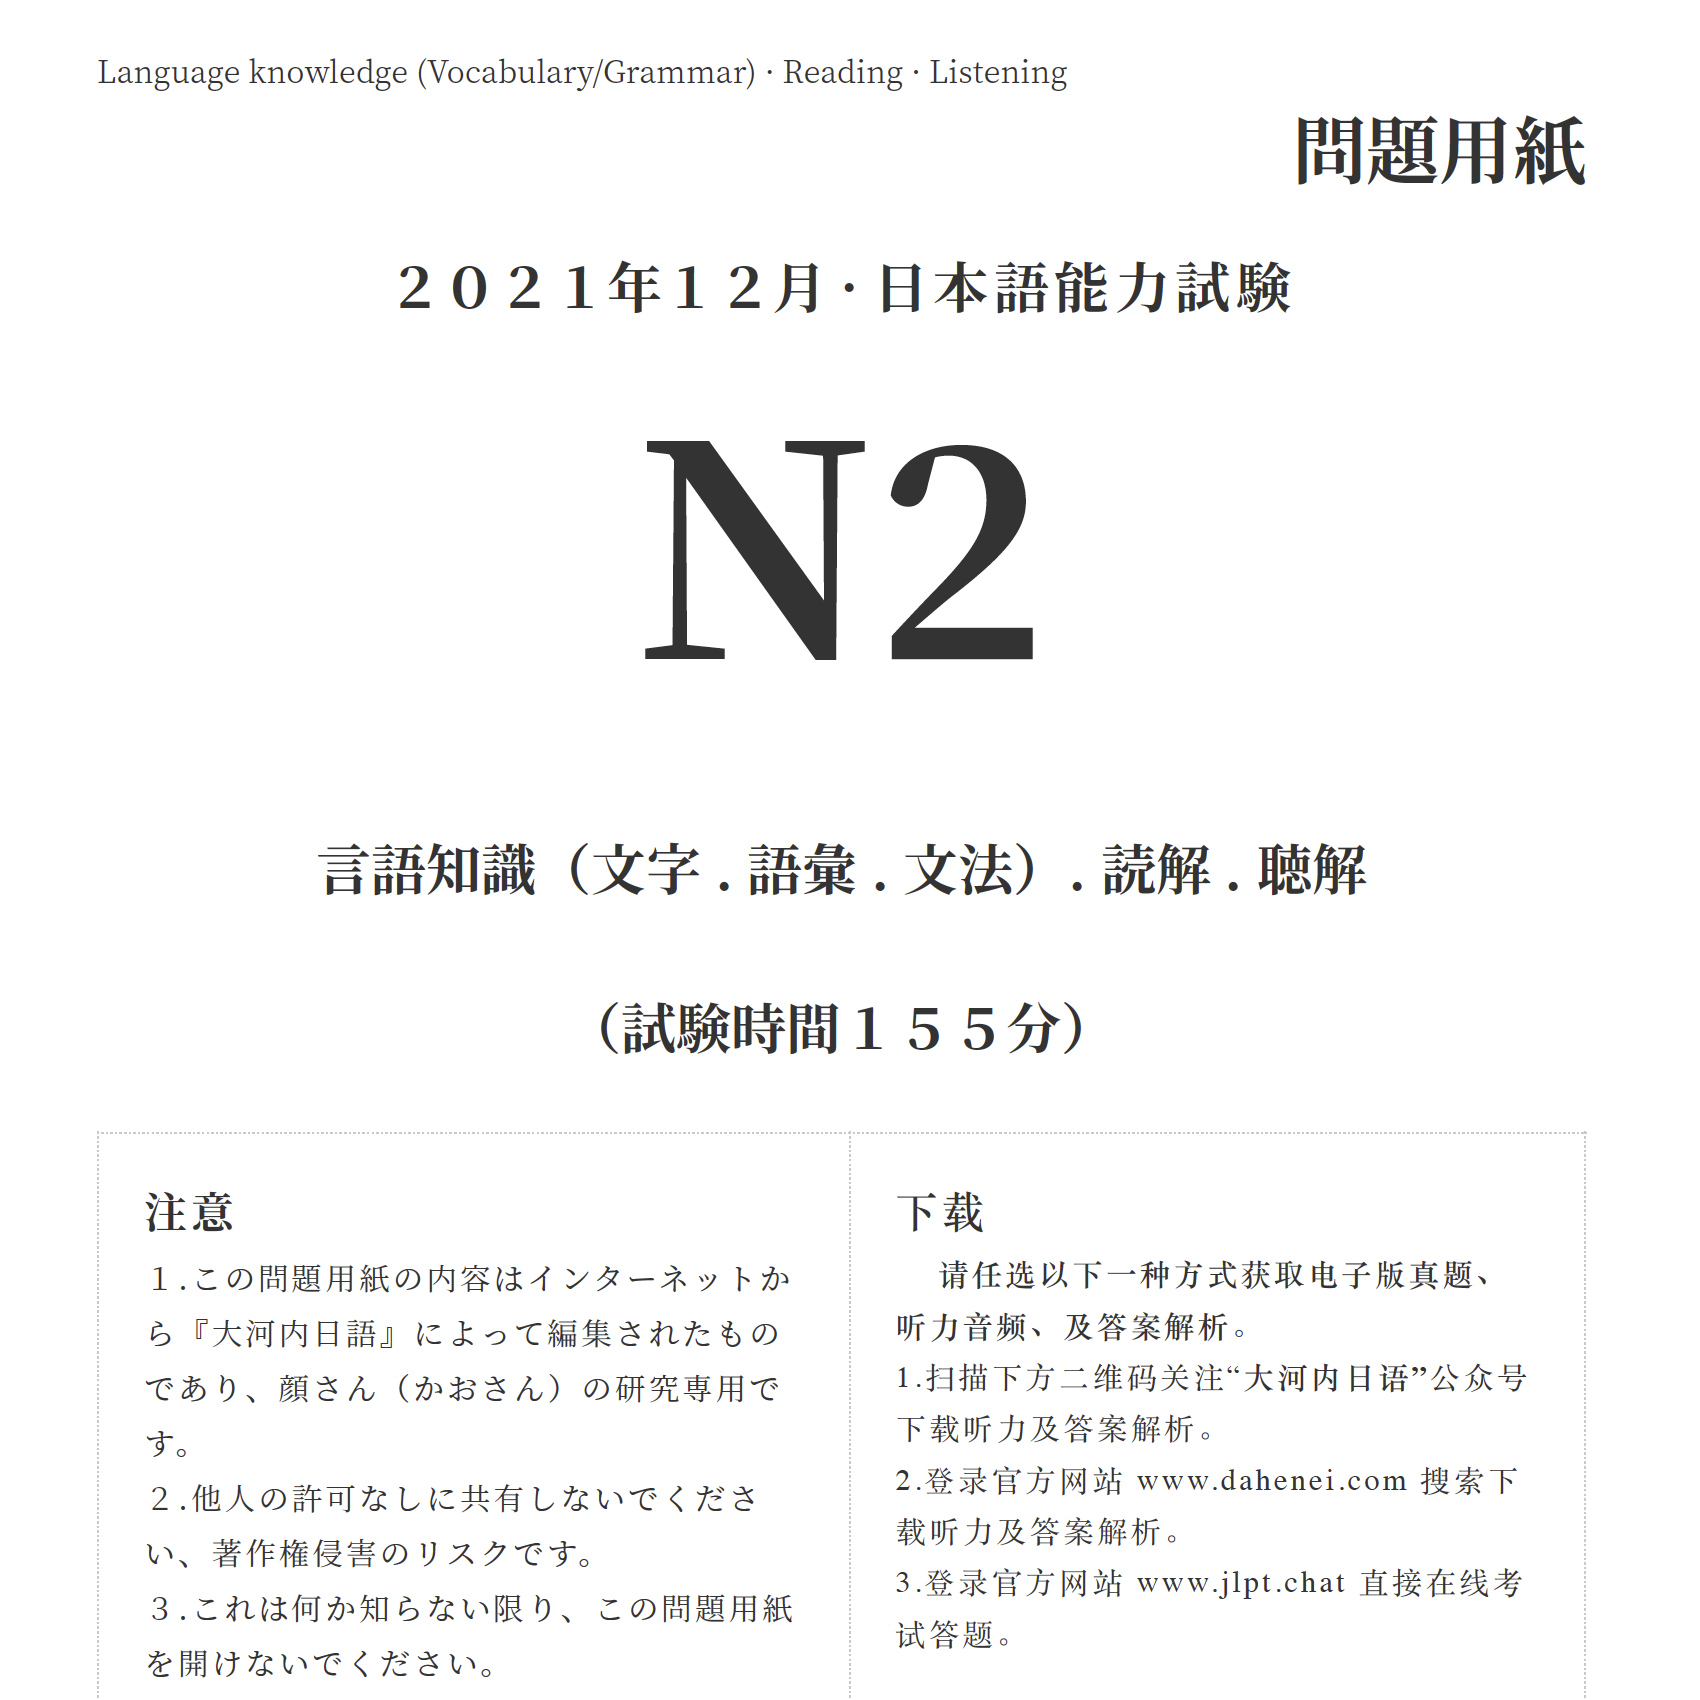 Language knowledge (Vocabulary/Grammar) · Reading · Listening
問題用紙
２０２１年１２月·日本語能力試験
N2
言語知識（文字．語彙．文法）．読解．聴解
（試験時間１５５分）
注意
１.この問題用紙の内容はインターネットか
ら『大河内日語』によって編集されたもの
であり、顔さん（かおさん）の研究専用で
す。
２.他人の許可なしに共有しないでくださ
い、著作権侵害のリスクです。
３.これは何か知らない限り、この問題用紙
を開けないでください。
下载
请任选以下一种方式获取电子版真题、
听力音频、及答案解析。
1.扫描下方二维码关注“大河内日语”公众号
下载听力及答案解析。
2.登录官方网站 www.dahenei.com 搜索下
载听力及答案解析。
3.登录官方网站 www.jlpt.chat 直接在线考
试答题。